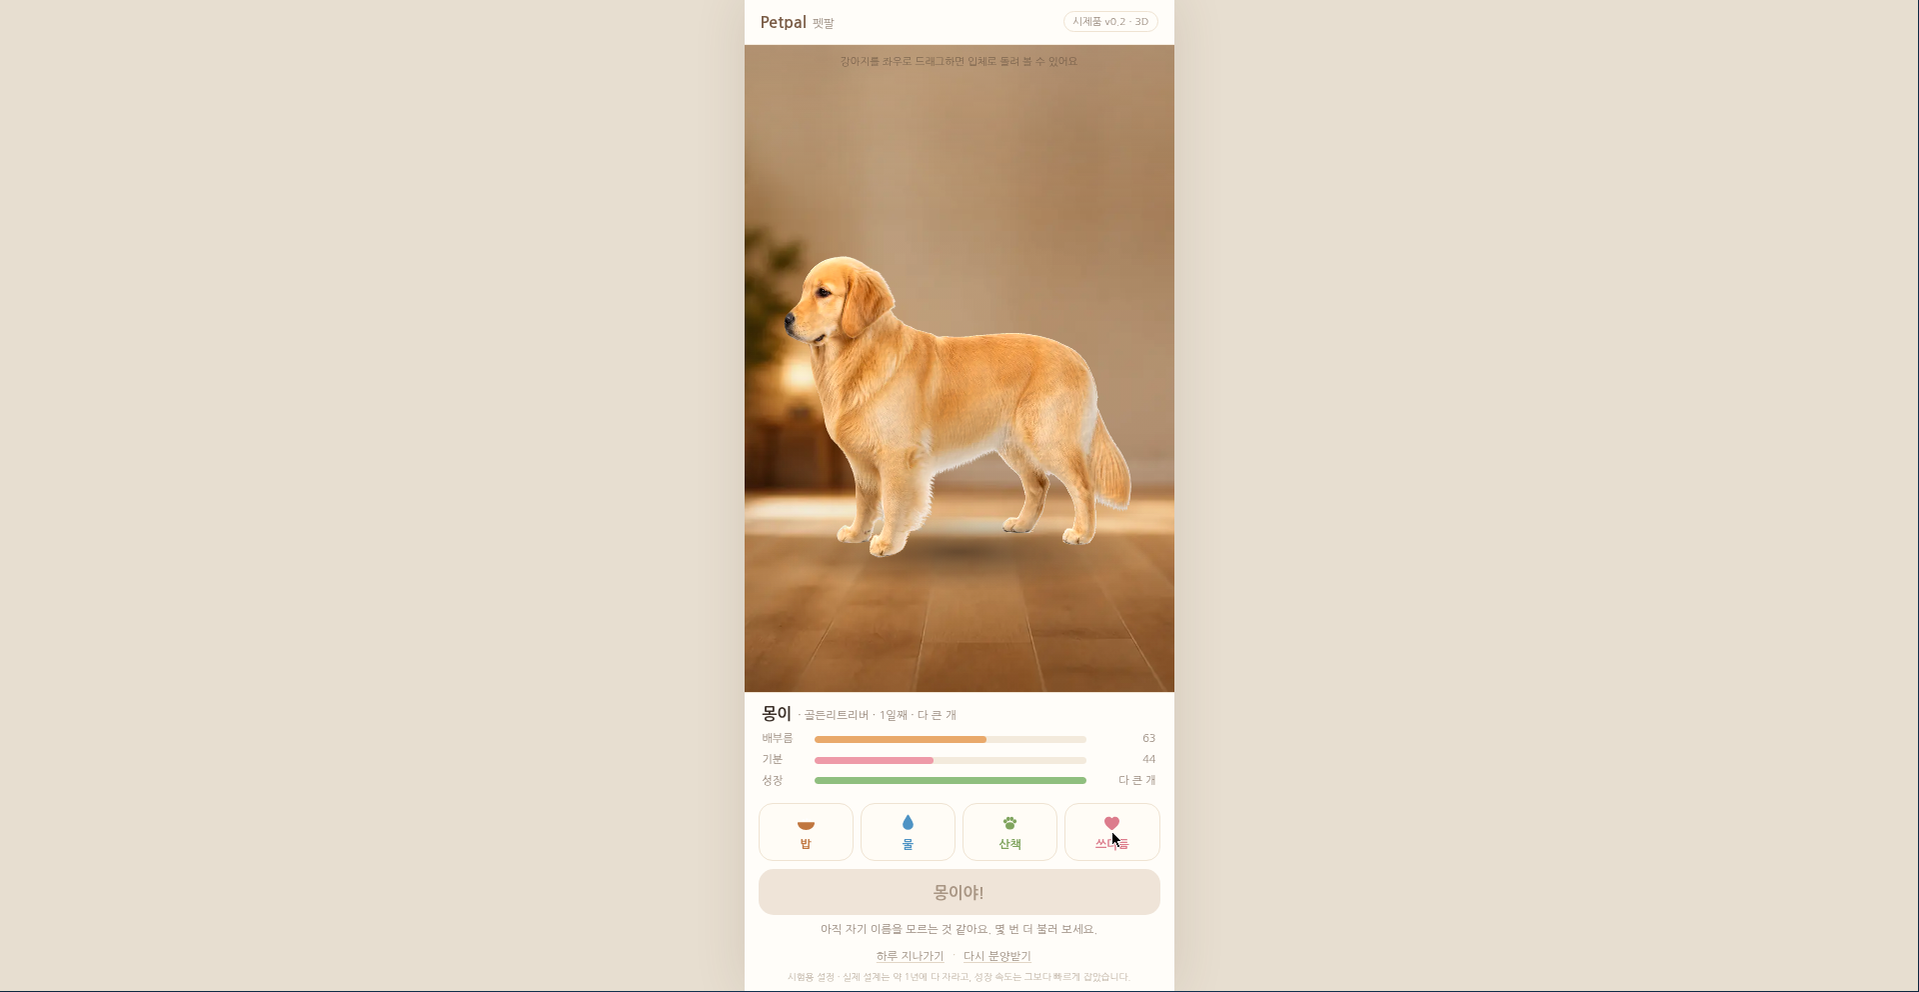 Petpal 펫팔
시제품 v0.2 · 3D
강아지를 좌우로 드래그하면 입체로 돌려 볼 수 있어요
몽이 · 골든리트리버 · 1일째 · 다 큰 개
배부름 63
기분 44
성장 다 큰 개
밥
물
산책
쓰다듬
몽이야!
아직 자기 이름을 모르는 것 같아요. 몇 번 더 불러 보세요.
하루 지나가기 · 다시 분양받기
시험용 설정 · 실제 설계는 약 1년에 다 자라고, 성장 속도는 그보다 빠르게 잡았습니다.